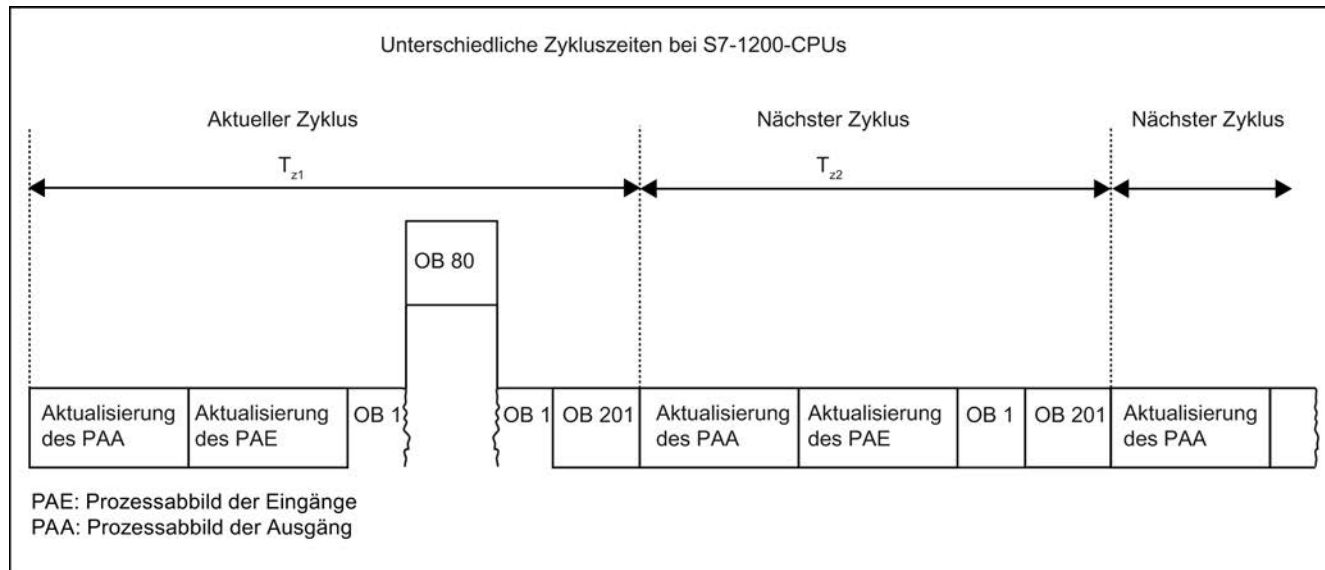 Unterschiedliche Zykluszeiten bei S7-1200-CPUs
Aktueller Zyklus
Nächster Zyklus
Nächster Zyklus
Tz1
Tz2
OB 80
Aktualisierung
des PAA
Aktualisierung
des PAE
OB 1
OB 1
OB 201
Aktualisierung
des PAA
Aktualisierung
des PAE
OB 1
OB 201
Aktualisierung
des PAA
PAE: Prozessabbild der Eingänge
PAA: Prozessabbild der Ausgäng